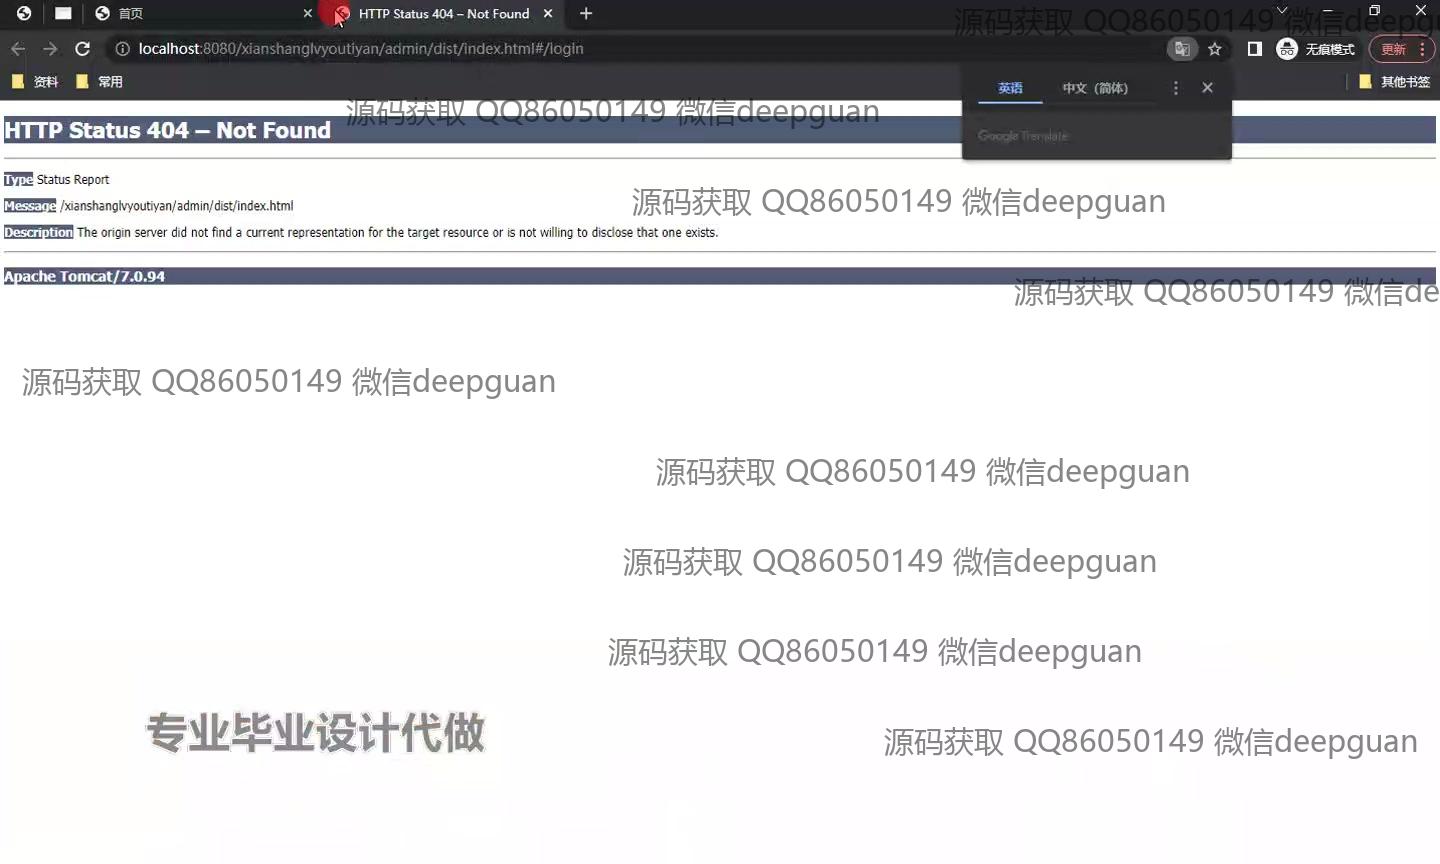 首页
HTTP Status 404 – Not Found
源码获取 QQ86050149 微信deepgu
localhost:8080/xianshanglvyoutiyan/admin/dist/index.html#/login
无痕模式
更新
资料
常用
其他书签
英语
中文（简体）
Google Translate
源码获取 QQ86050149 微信deepguan
HTTP Status 404 – Not Found
Type Status Report
源码获取 QQ86050149 微信deepguan
Message /xianshanglvyoutiyan/admin/dist/index.html
Description The origin server did not find a current representation for the target resource or is not willing to disclose that one exists.
Apache Tomcat/7.0.94
源码获取 QQ86050149 微信de
源码获取 QQ86050149 微信deepguan
源码获取 QQ86050149 微信deepguan
源码获取 QQ86050149 微信deepguan
源码获取 QQ86050149 微信deepguan
专业毕业设计代做
源码获取 QQ86050149 微信deepguan